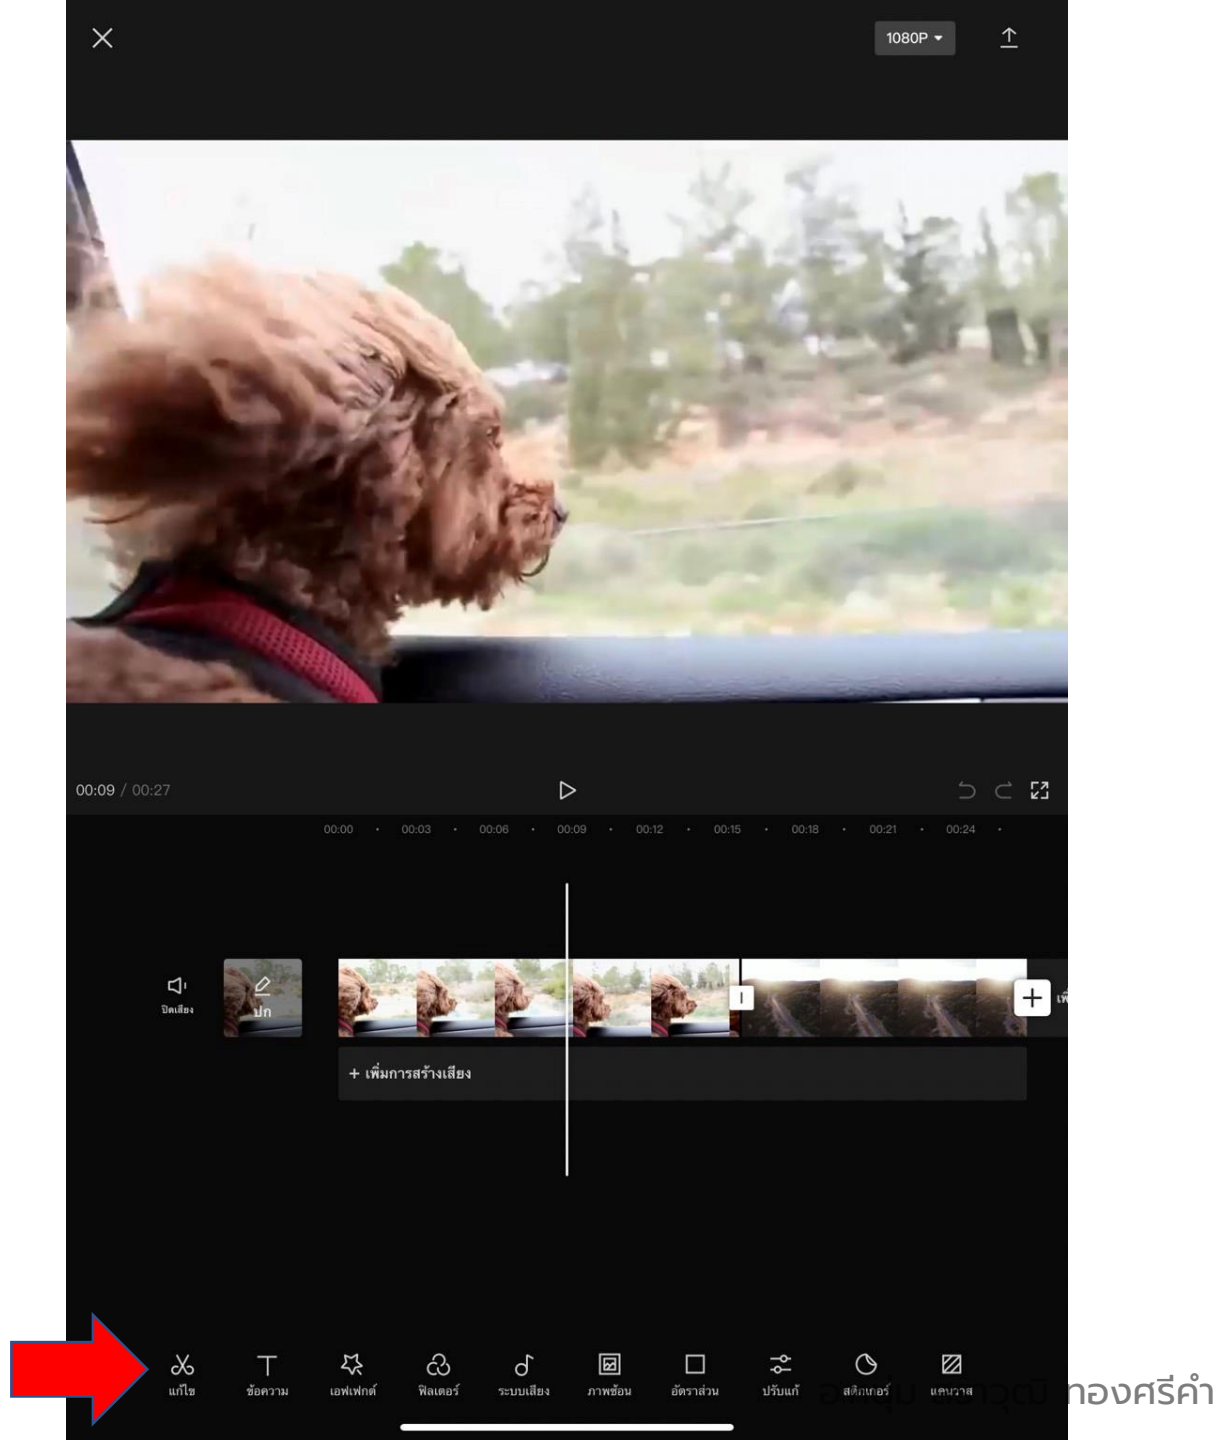 1080P
00:09 / 00:27
00:00 00:03 00:06 00:09 00:12 00:15 00:18 00:21 00:24
ปิดเสียง
ปก
+ เพิ่มการสร้างเสียง
แก้ไข ข้อความ เอฟเฟกต์ ฟิลเตอร์ ระบบเสียง ภาพซ้อน อัตราส่วน ปรับแก้ สติกเกอร์ แคนวาส
ทองศรีคำ